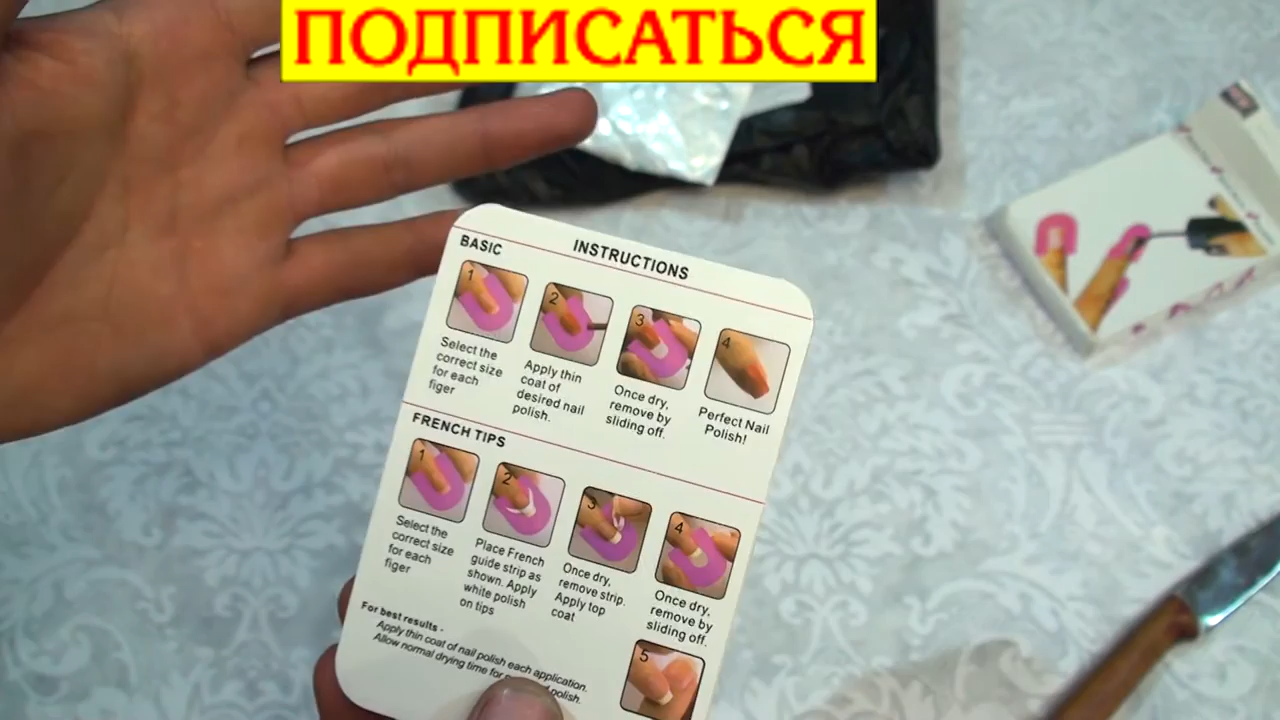 ПОДПИСАТЬСЯ
BASIC INSTRUCTIONS
1
Select the
correct size
for each
figer
2
Apply thin
coat of
desired nail
polish.
3
Once dry,
remove by
sliding off.
4
Perfect Nail
Polish!
FRENCH TIPS
1
Select the
correct size
for each
figer
2
Place French
guide strip as
shown. Apply
white polish
on tips
3
Once dry,
remove strip.
Apply top
coat
4
Once dry,
remove by
sliding off.
5
For best results -
Apply thin coat of nail polish each application.
Allow normal drying time for polish.